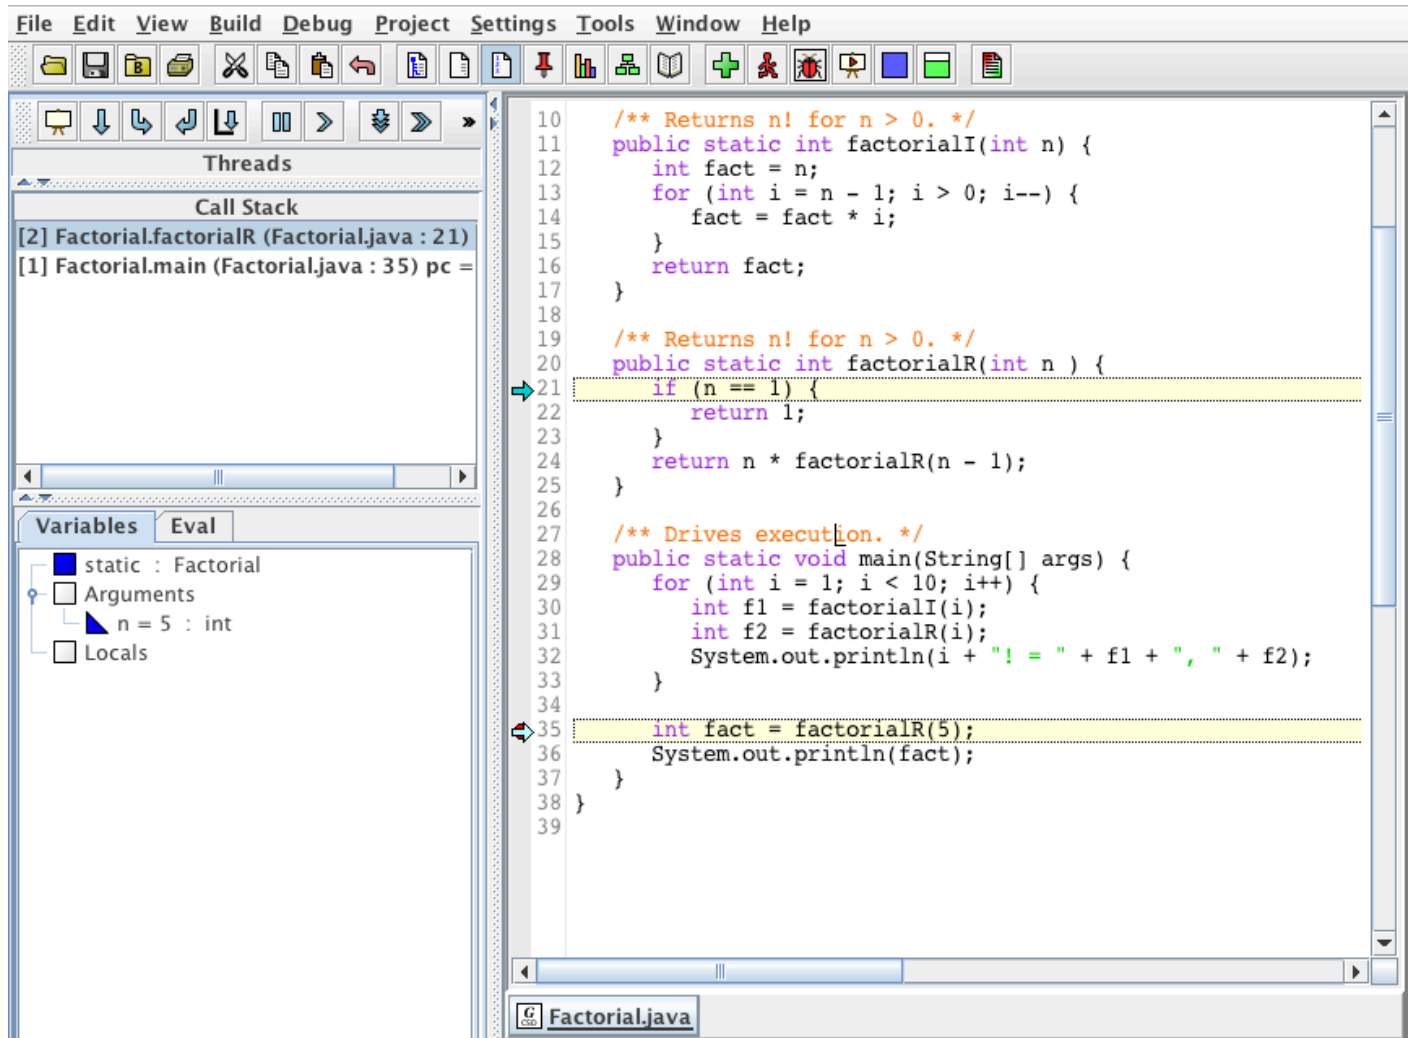 File Edit View Build Debug Project Settings Tools Window Help
Threads
Call Stack
[2] Factorial.factorialR (Factorial.java : 21)
[1] Factorial.main (Factorial.java : 35) pc =
Variables Eval
static : Factorial
Arguments
n = 5 : int
Locals
10 /** Returns n! for n > 0. */
11 public static int factorialI(int n) {
12 int fact = n;
13 for (int i = n - 1; i > 0; i--) {
14 fact = fact * i;
15 }
16 return fact;
17 }
18
19 /** Returns n! for n > 0. */
20 public static int factorialR(int n ) {
21 if (n == 1) {
22 return 1;
23 }
24 return n * factorialR(n - 1);
25 }
26
27 /** Drives execution. */
28 public static void main(String[] args) {
29 for (int i = 1; i < 10; i++) {
30 int f1 = factorialI(i);
31 int f2 = factorialR(i);
32 System.out.println(i + "! = " + f1 + ", " + f2);
33 }
34
35 int fact = factorialR(5);
36 System.out.println(fact);
37 }
38 }
39
G
CSD
Factorial.java